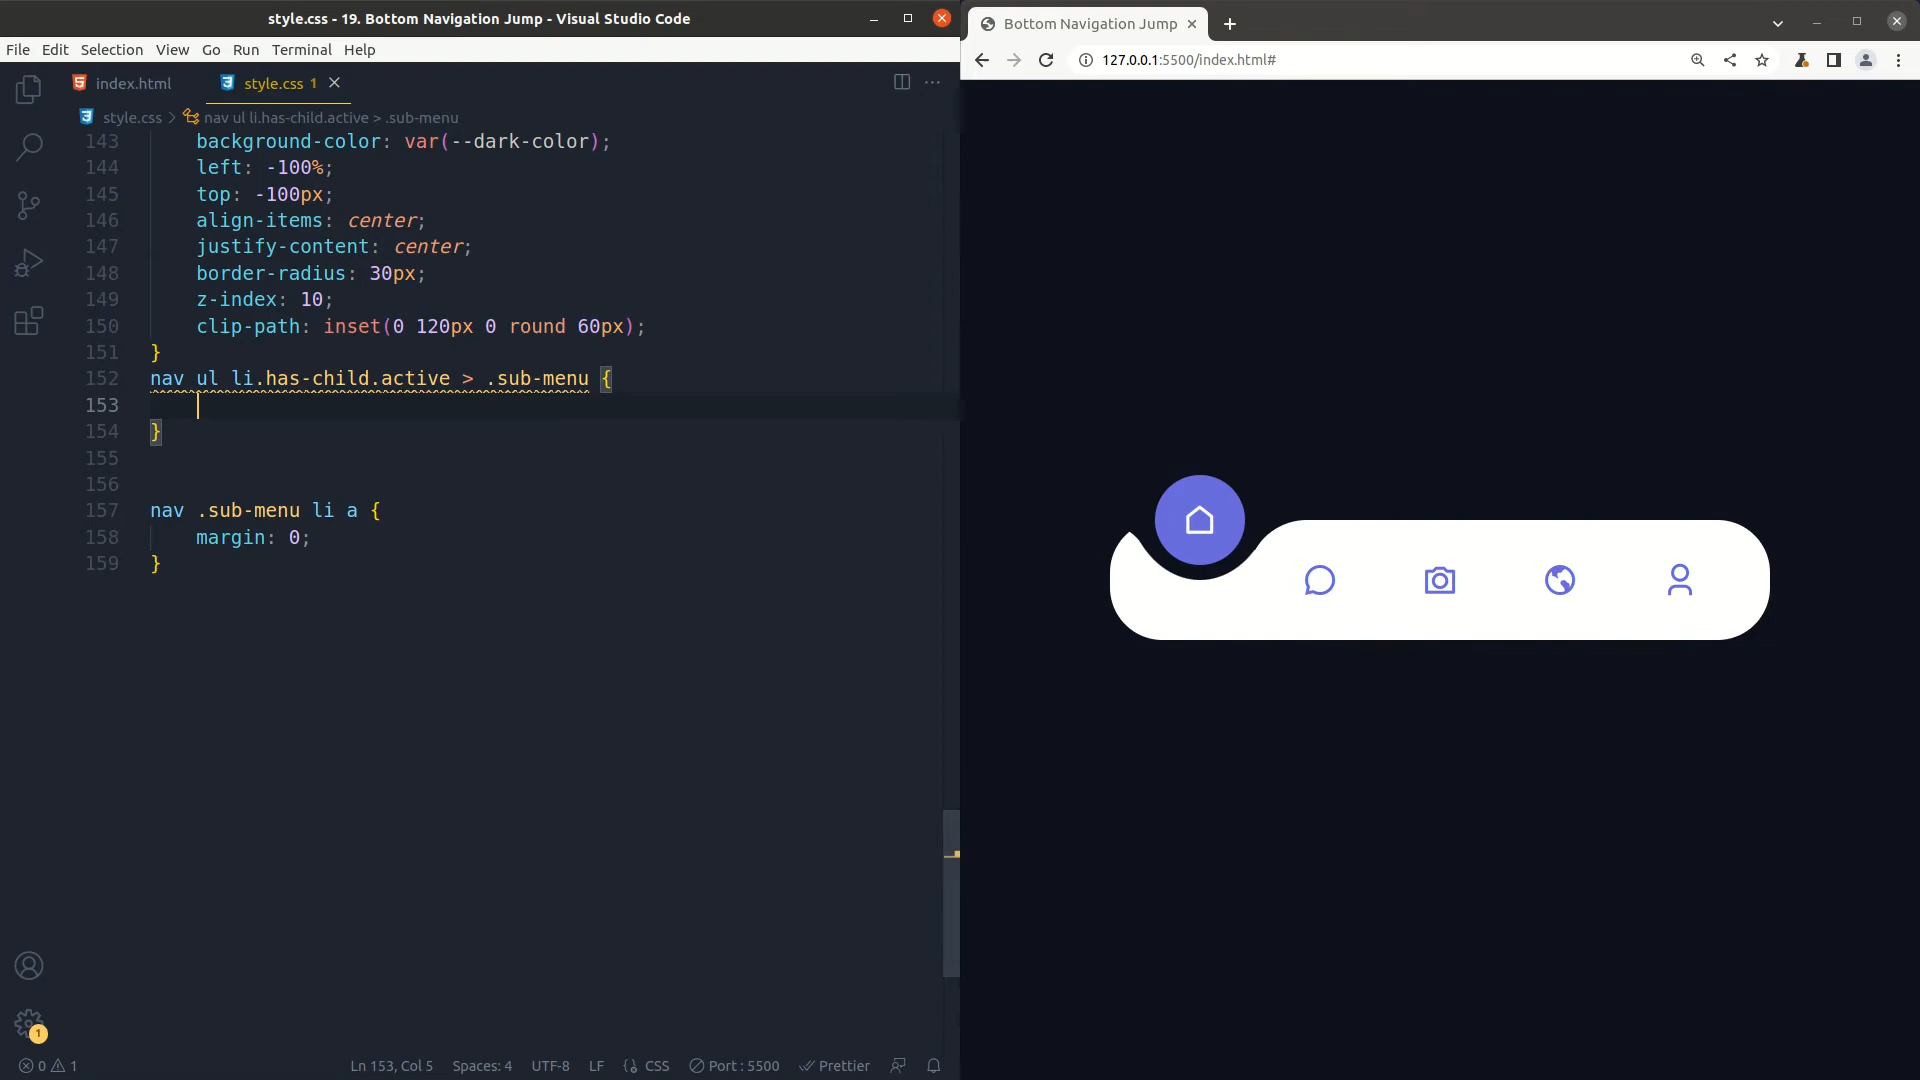 style.css - 19. Bottom Navigation Jump - Visual Studio Code
File Edit Selection View Go Run Terminal Help
index.html
style.css 1
style.css > nav ul li.has-child.active > .sub-menu
143 background-color: var(--dark-color);
144 left: -100%;
145 top: -100px;
146 align-items: center;
147 justify-content: center;
148 border-radius: 30px;
149 z-index: 10;
150 clip-path: inset(0 120px 0 round 60px);
151 }
152 nav ul li.has-child.active > .sub-menu {
153
154 }
155
156
157 nav .sub-menu li a {
158 margin: 0;
159 }
1
0 1 Ln 153, Col 5 Spaces: 4 UTF-8 LF {} CSS Port : 5500 Prettier
Bottom Navigation Jump
127.0.0.1:5500/index.html#